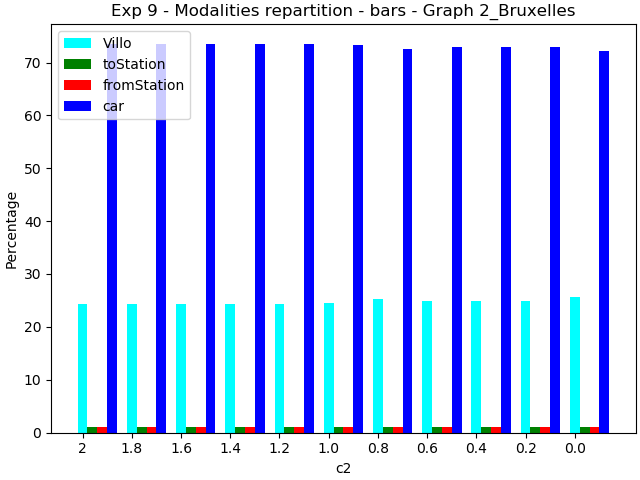 Exp 9 - Modalities repartition - bars - Graph 2_Bruxelles
Villo
toStation
fromStation
car
Percentage
70
60
50
40
30
20
10
0
2 1.8 1.6 1.4 1.2 1.0 0.8 0.6 0.4 0.2 0.0
c2